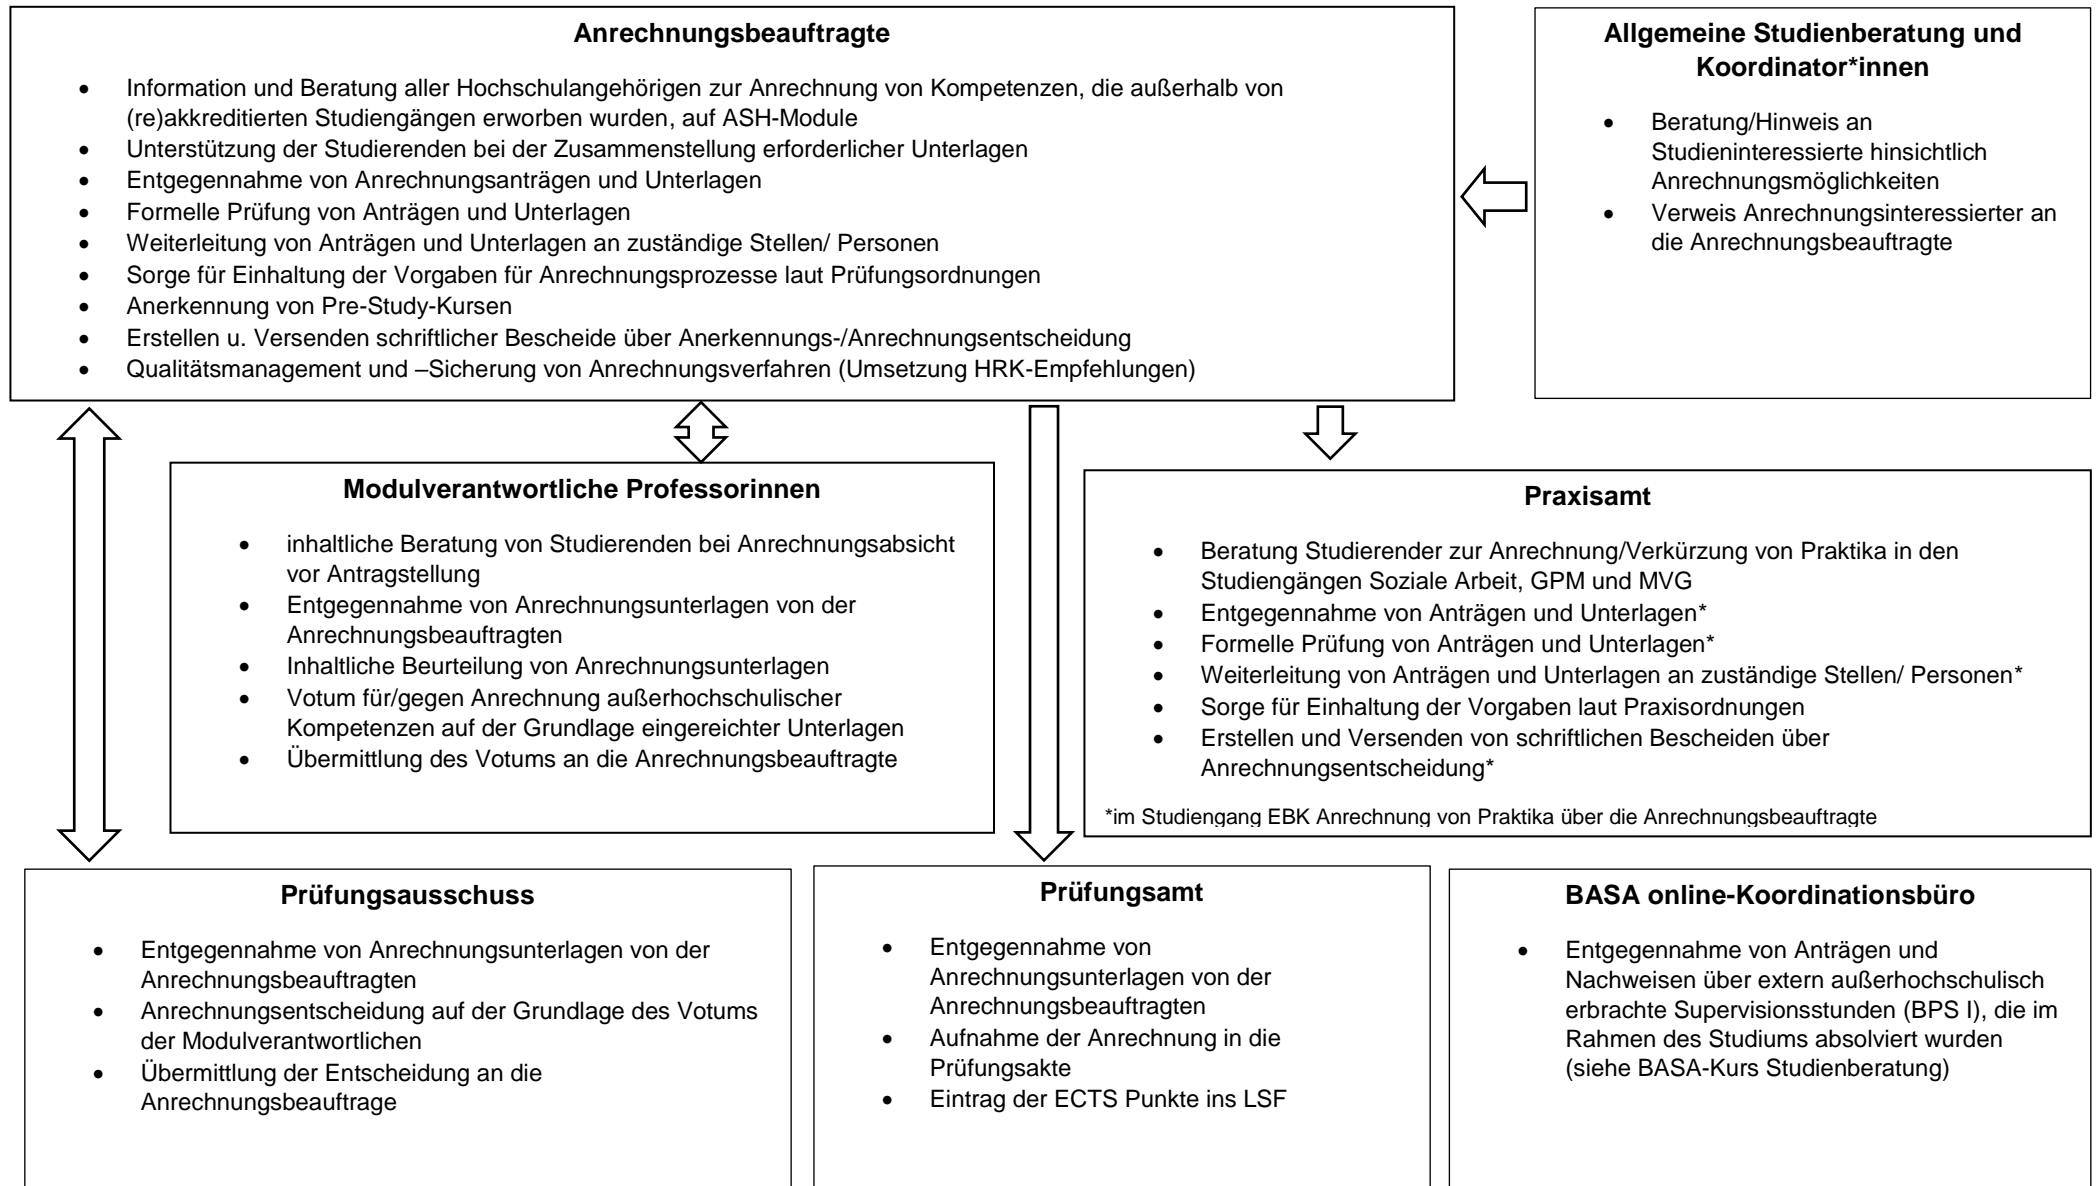 Anrechnungsbeauftragte
• Information und Beratung aller Hochschulangehörigen zur Anrechnung von Kompetenzen, die außerhalb von
(re)akkreditierten Studiengängen erworben wurden, auf ASH-Module
• Unterstützung der Studierenden bei der Zusammenstellung erforderlicher Unterlagen
• Entgegennahme von Anrechnungsanträgen und Unterlagen
• Formelle Prüfung von Anträgen und Unterlagen
• Weiterleitung von Anträgen und Unterlagen an zuständige Stellen/ Personen
• Sorge für Einhaltung der Vorgaben für Anrechnungsprozesse laut Prüfungsordnungen
• Anerkennung von Pre-Study-Kursen
• Erstellen u. Versenden schriftlicher Bescheide über Anerkennungs-/Anrechnungsentscheidung
• Qualitätsmanagement und –Sicherung von Anrechnungsverfahren (Umsetzung HRK-Empfehlungen)
Allgemeine Studienberatung und
Koordinator*innen
• Beratung/Hinweis an
Studieninteressierte hinsichtlich
Anrechnungsmöglichkeiten
• Verweis Anrechnungsinteressierter an
die Anrechnungsbeauftragte
Modulverantwortliche Professorinnen
• inhaltliche Beratung von Studierenden bei Anrechnungsabsicht
vor Antragstellung
• Entgegennahme von Anrechnungsunterlagen von der
Anrechnungsbeauftragten
• Inhaltliche Beurteilung von Anrechnungsunterlagen
• Votum für/gegen Anrechnung außerhochschulischer
Kompetenzen auf der Grundlage eingereichter Unterlagen
• Übermittlung des Votums an die Anrechnungsbeauftragte
Praxisamt
• Beratung Studierender zur Anrechnung/Verkürzung von Praktika in den
Studiengängen Soziale Arbeit, GPM und MVG
• Entgegennahme von Anträgen und Unterlagen*
• Formelle Prüfung von Anträgen und Unterlagen*
• Weiterleitung von Anträgen und Unterlagen an zuständige Stellen/ Personen*
• Sorge für Einhaltung der Vorgaben laut Praxisordnungen
• Erstellen und Versenden von schriftlichen Bescheiden über
Anrechnungsentscheidung*
*im Studiengang EBK Anrechnung von Praktika über die Anrechnungsbeauftragte
Prüfungsausschuss
• Entgegennahme von Anrechnungsunterlagen von der
Anrechnungsbeauftragten
• Anrechnungsentscheidung auf der Grundlage des Votums
der Modulverantwortlichen
• Übermittlung der Entscheidung an die
Anrechnungsbeauftrage
Prüfungsamt
• Entgegennahme von
Anrechnungsunterlagen von der
Anrechnungsbeauftragten
• Aufnahme der Anrechnung in die
Prüfungsakte
• Eintrag der ECTS Punkte ins LSF
BASA online-Koordinationsbüro
• Entgegennahme von Anträgen und
Nachweisen über extern außerhochschulisch
erbrachte Supervisionsstunden (BPS I), die im
Rahmen des Studiums absolviert wurden
(siehe BASA-Kurs Studienberatung)